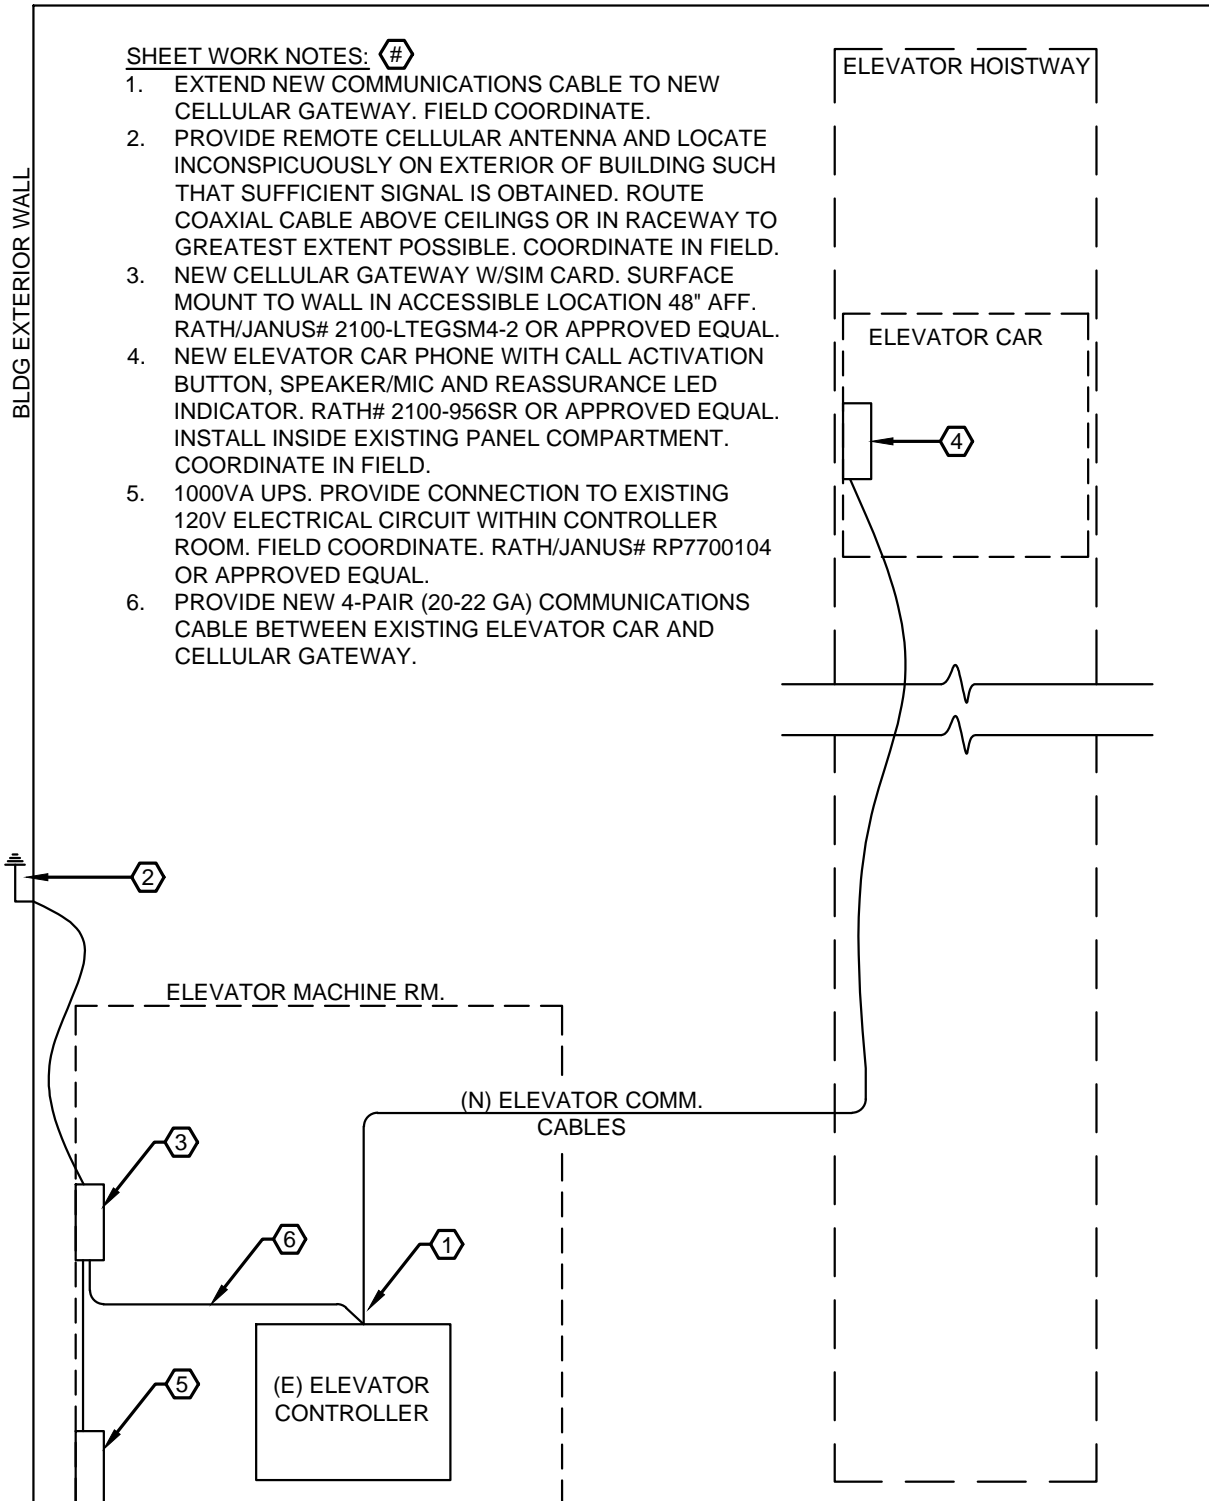 SHEET WORK NOTES: #
1. EXTEND NEW COMMUNICATIONS CABLE TO NEW
CELLULAR GATEWAY. FIELD COORDINATE.
2. PROVIDE REMOTE CELLULAR ANTENNA AND LOCATE
INCONSPICUOUSLY ON EXTERIOR OF BUILDING SUCH
THAT SUFFICIENT SIGNAL IS OBTAINED. ROUTE
COAXIAL CABLE ABOVE CEILINGS OR IN RACEWAY TO
GREATEST EXTENT POSSIBLE. COORDINATE IN FIELD.
3. NEW CELLULAR GATEWAY W/SIM CARD. SURFACE
MOUNT TO WALL IN ACCESSIBLE LOCATION 48" AFF.
RATH/JANUS# 2100-LTEGSM4-2 OR APPROVED EQUAL.
4. NEW ELEVATOR CAR PHONE WITH CALL ACTIVATION
BUTTON, SPEAKER/MIC AND REASSURANCE LED
INDICATOR. RATH# 2100-956SR OR APPROVED EQUAL.
INSTALL INSIDE EXISTING PANEL COMPARTMENT.
COORDINATE IN FIELD.
5. 1000VA UPS. PROVIDE CONNECTION TO EXISTING
120V ELECTRICAL CIRCUIT WITHIN CONTROLLER
ROOM. FIELD COORDINATE. RATH/JANUS# RP7700104
OR APPROVED EQUAL.
6. PROVIDE NEW 4-PAIR (20-22 GA) COMMUNICATIONS
CABLE BETWEEN EXISTING ELEVATOR CAR AND
CELLULAR GATEWAY.
BLDG EXTERIOR WALL
ELEVATOR HOISTWAY
ELEVATOR CAR
4
2
ELEVATOR MACHINE RM.
(N) ELEVATOR COMM.
CABLES
3
6
1
5
(E) ELEVATOR
CONTROLLER